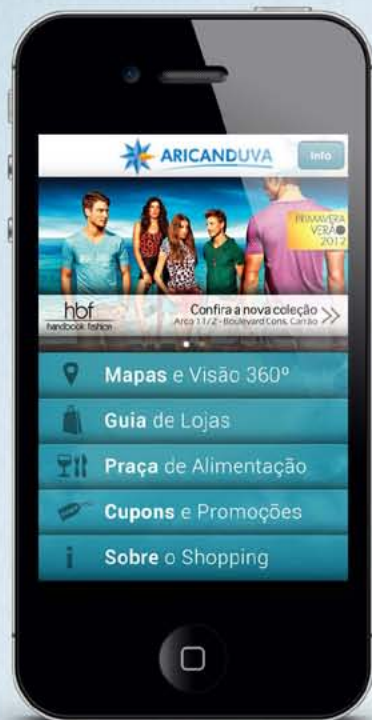 ARICANDUVA
Info
PRIMAVERA
VERÃO
2012
hbf
handbook fashion
Confira a nova coleção
Arco 11/2 - Boulevard Cons. Carrão
Mapas e Visão 360º
Guia de Lojas
Praça de Alimentação
Cupons e Promoções
Sobre o Shopping